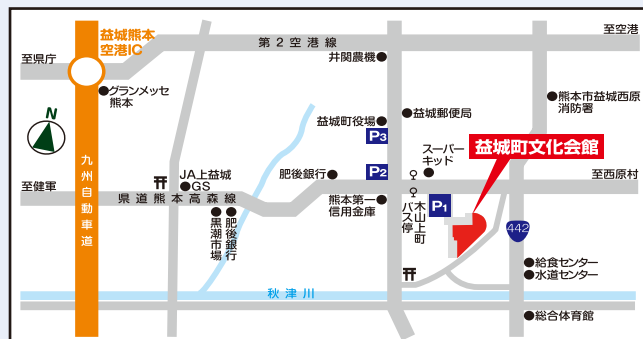 益城熊本
空港IC
第2空港線
至空港
至県庁
井関農機
グランメッセ
熊本
熊本市益城西原
消防署
益城郵便局
益城町役場
P3
N
益城町文化会館
スーパー
キッド
九州自動車道
JA上益城
GS
肥後銀行
P2
至西原村
至健軍
県道熊本高森線
熊本第一
信用金庫
P1
木山上町
バス停
黒潮市場
肥後銀行
442
給食センター
水道センター
秋津川
総合体育館